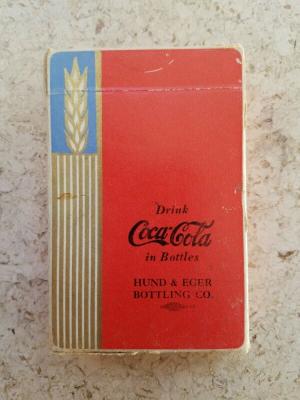 Drink
Coca-Cola
in Bottles
HUND & EGER
BOTTLING CO.